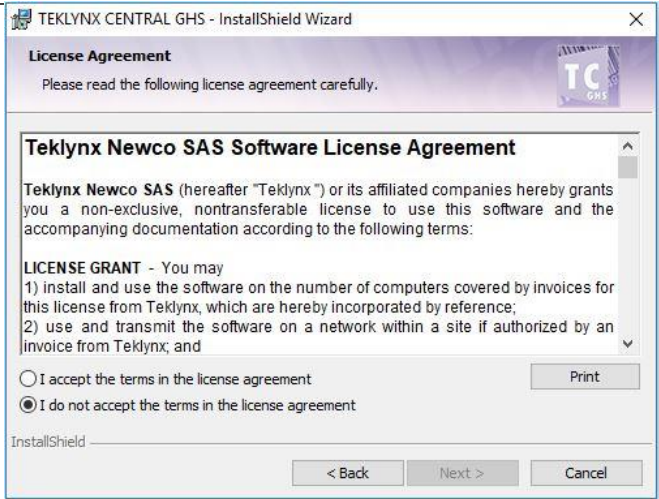 TEKLYNX CENTRAL GHS - InstallShield Wizard
License Agreement
Please read the following license agreement carefully.
TC
GHS
Teklynx Newco SAS Software License Agreement
Teklynx Newco SAS (hereafter "Teklynx ") or its affiliated companies hereby grants
you a non-exclusive, nontransferable license to use this software and the
accompanying documentation according to the following terms:
LICENSE GRANT - You may
1) install and use the software on the number of computers covered by invoices for
this license from Teklynx, which are hereby incorporated by reference;
2) use and transmit the software on a network within a site if authorized by an
invoice from Teklynx; and
I accept the terms in the license agreement
Print
I do not accept the terms in the license agreement
InstallShield
< Back Next > Cancel